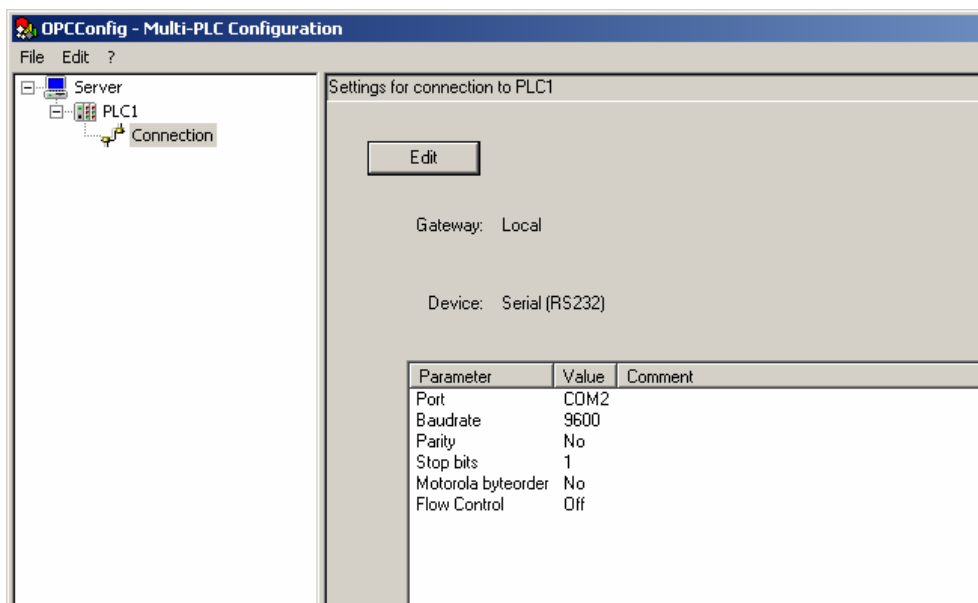 OPCConfig - Multi-PLC Configuration
File Edit ?
Server
PLC1
Connection
Settings for connection to PLC1
Edit
Gateway: Local
Device: Serial (RS232)
Parameter Value Comment
Port COM2
Baudrate 9600
Parity No
Stop bits 1
Motorola byteorder No
Flow Control Off